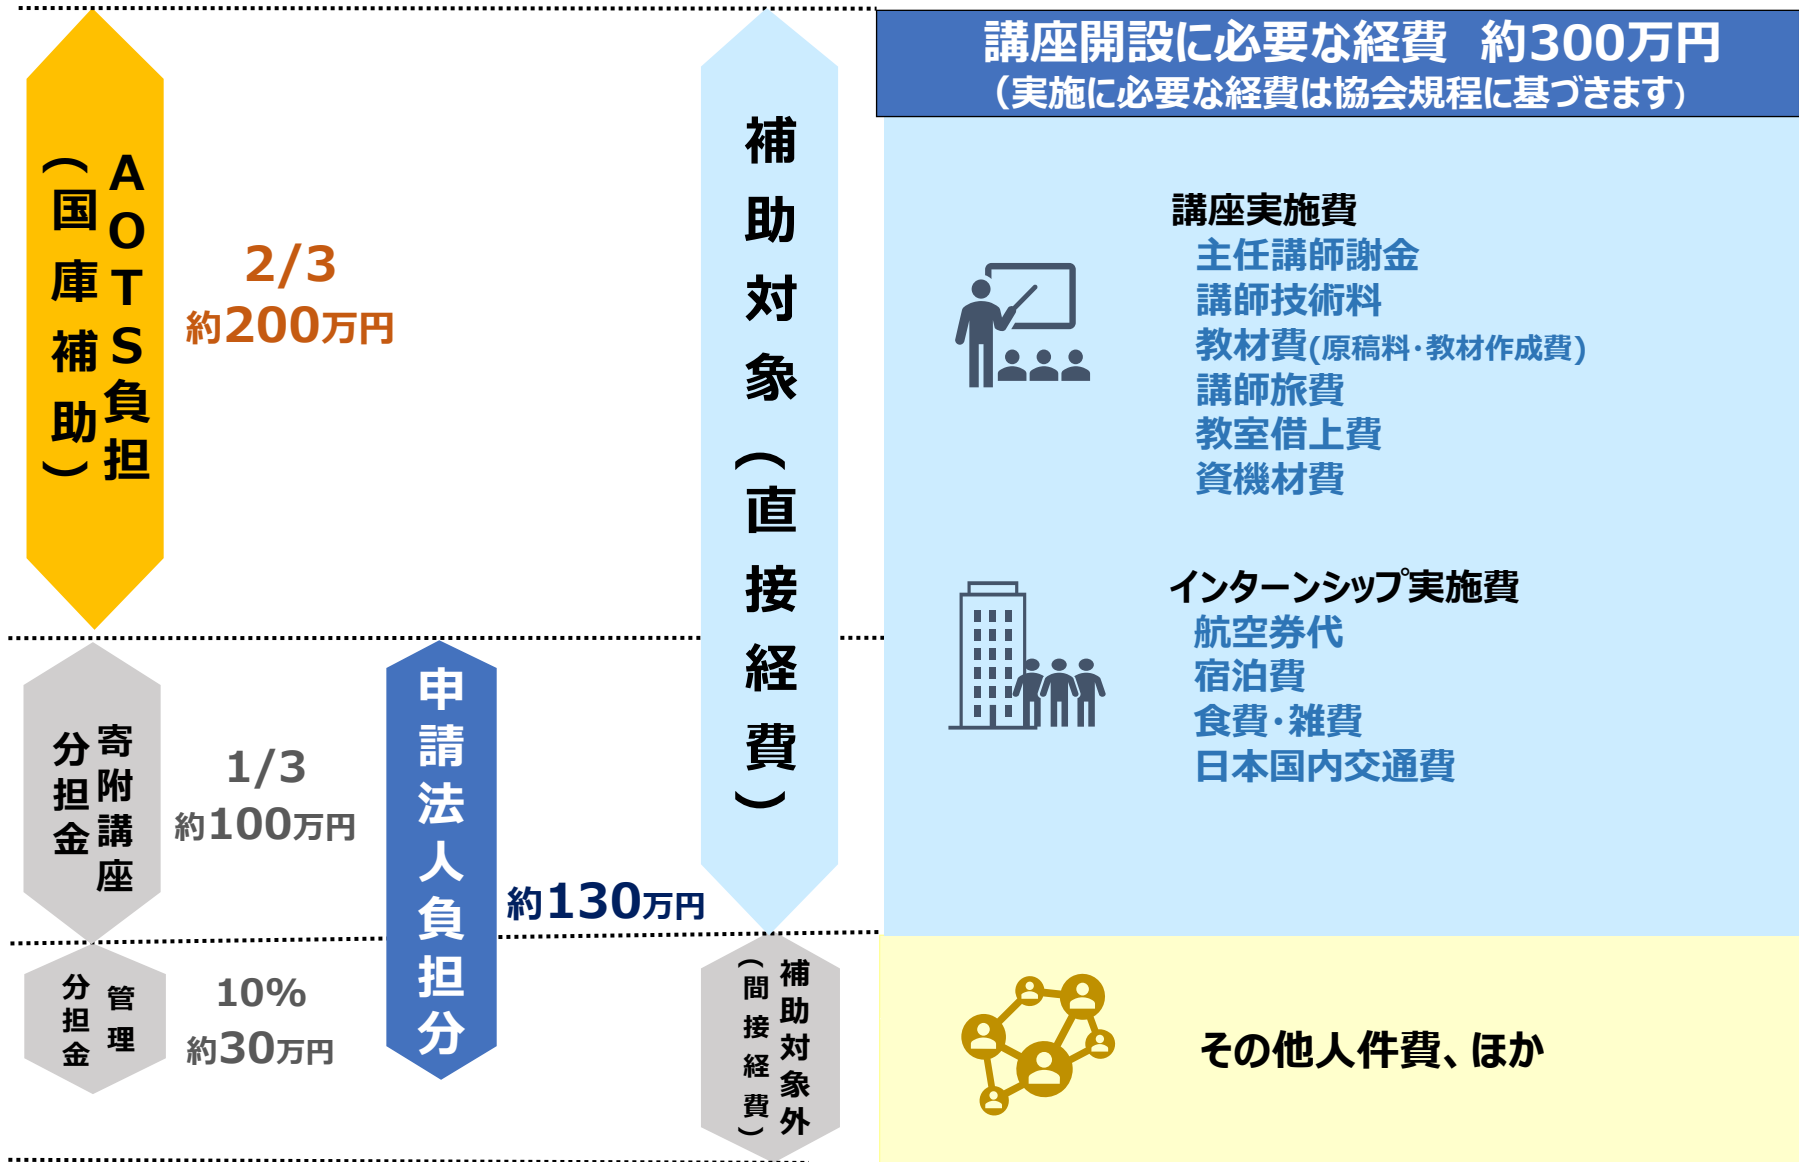 講座開設に必要な経費 約300万円
（実施に必要な経費は協会規程に基づきます）
AOTS負担
（国庫補助）
2/3
約200万円
補助対象（直接経費）
講座実施費
主任講師謝金
講師技術料
教材費(原稿料･教材作成費)
講師旅費
教室借上費
資機材費
インターンシップ実施費
航空券代
宿泊費
食費･雑費
日本国内交通費
寄附講座
分担金
1/3
約100万円
申請法人負担分
約130万円
管理
分担金
10%
約30万円
補助対象外
（間接経費）
その他人件費、ほか